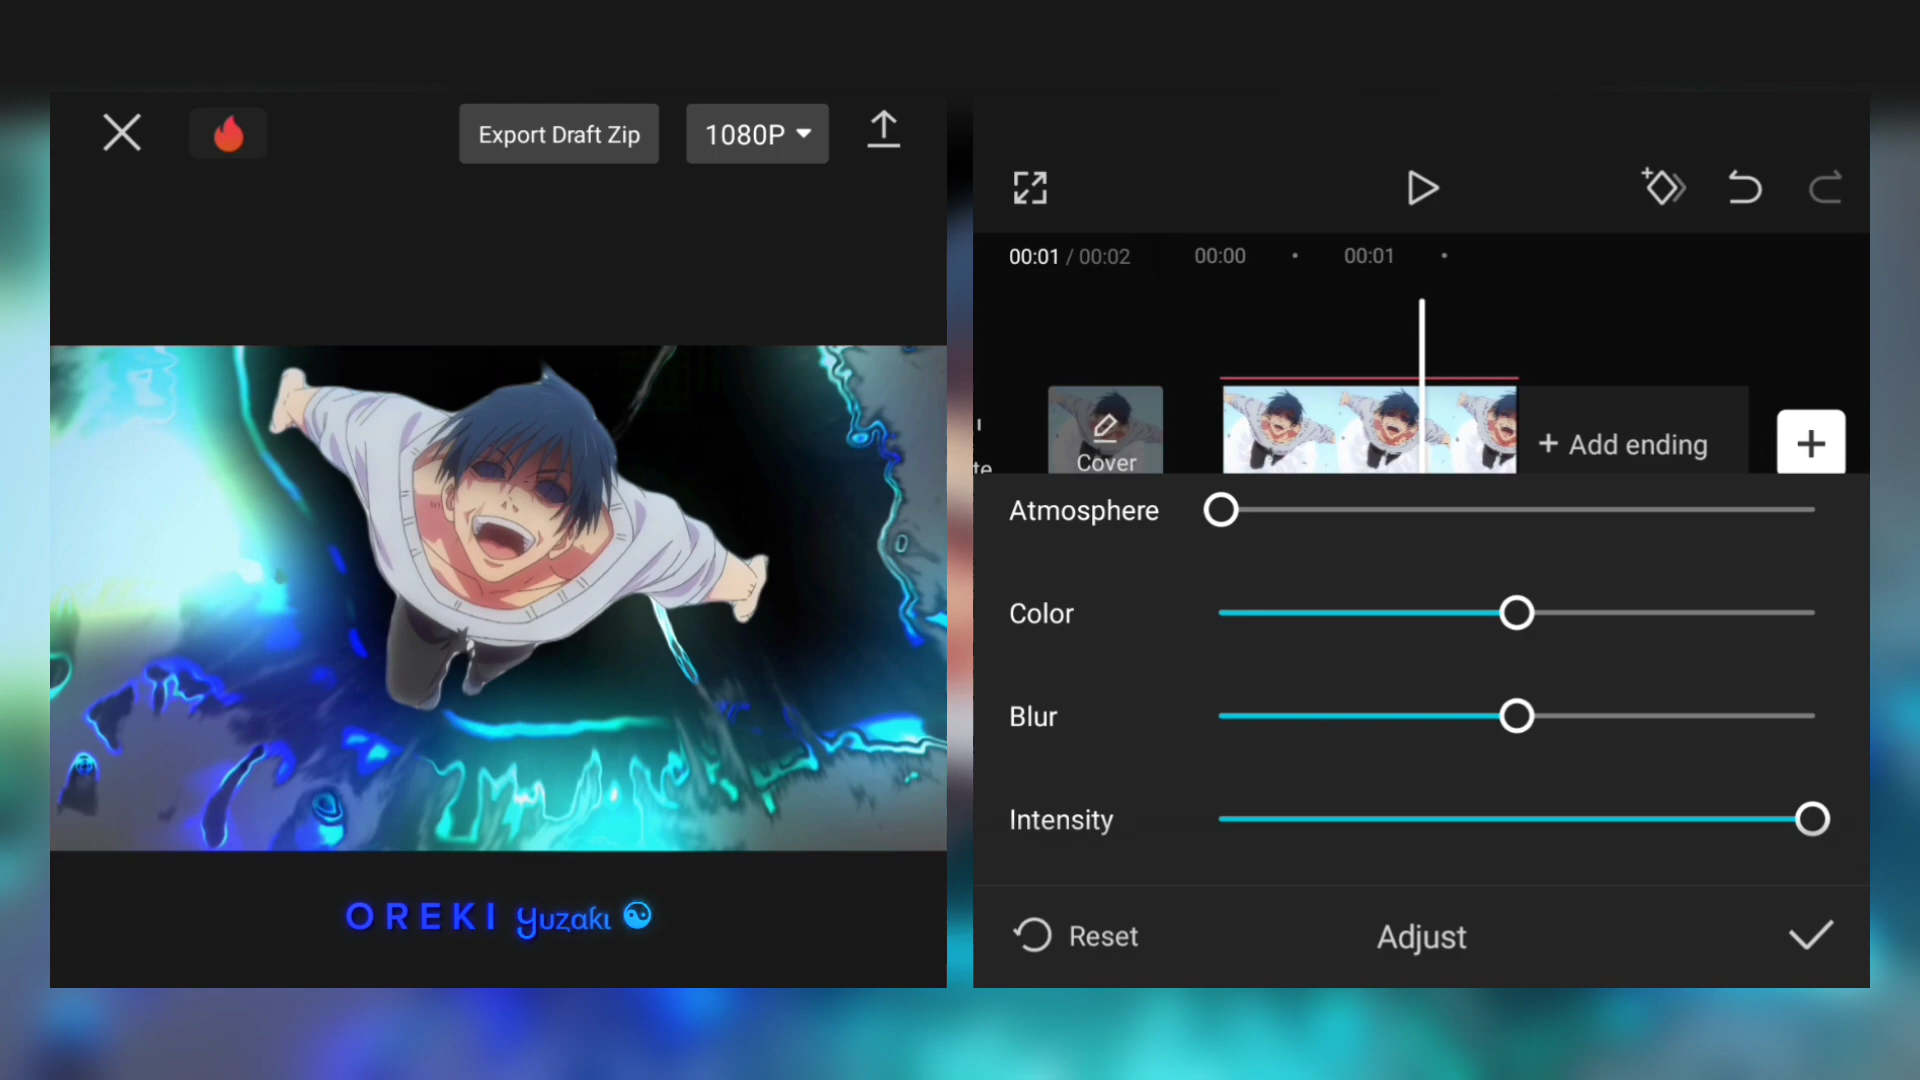 Export Draft Zip
1080P
OREKI Yuzaki
00:01 / 00:02
00:00
00:01
te
Cover
+ Add ending
Atmosphere
Color
Blur
Intensity
Reset
Adjust